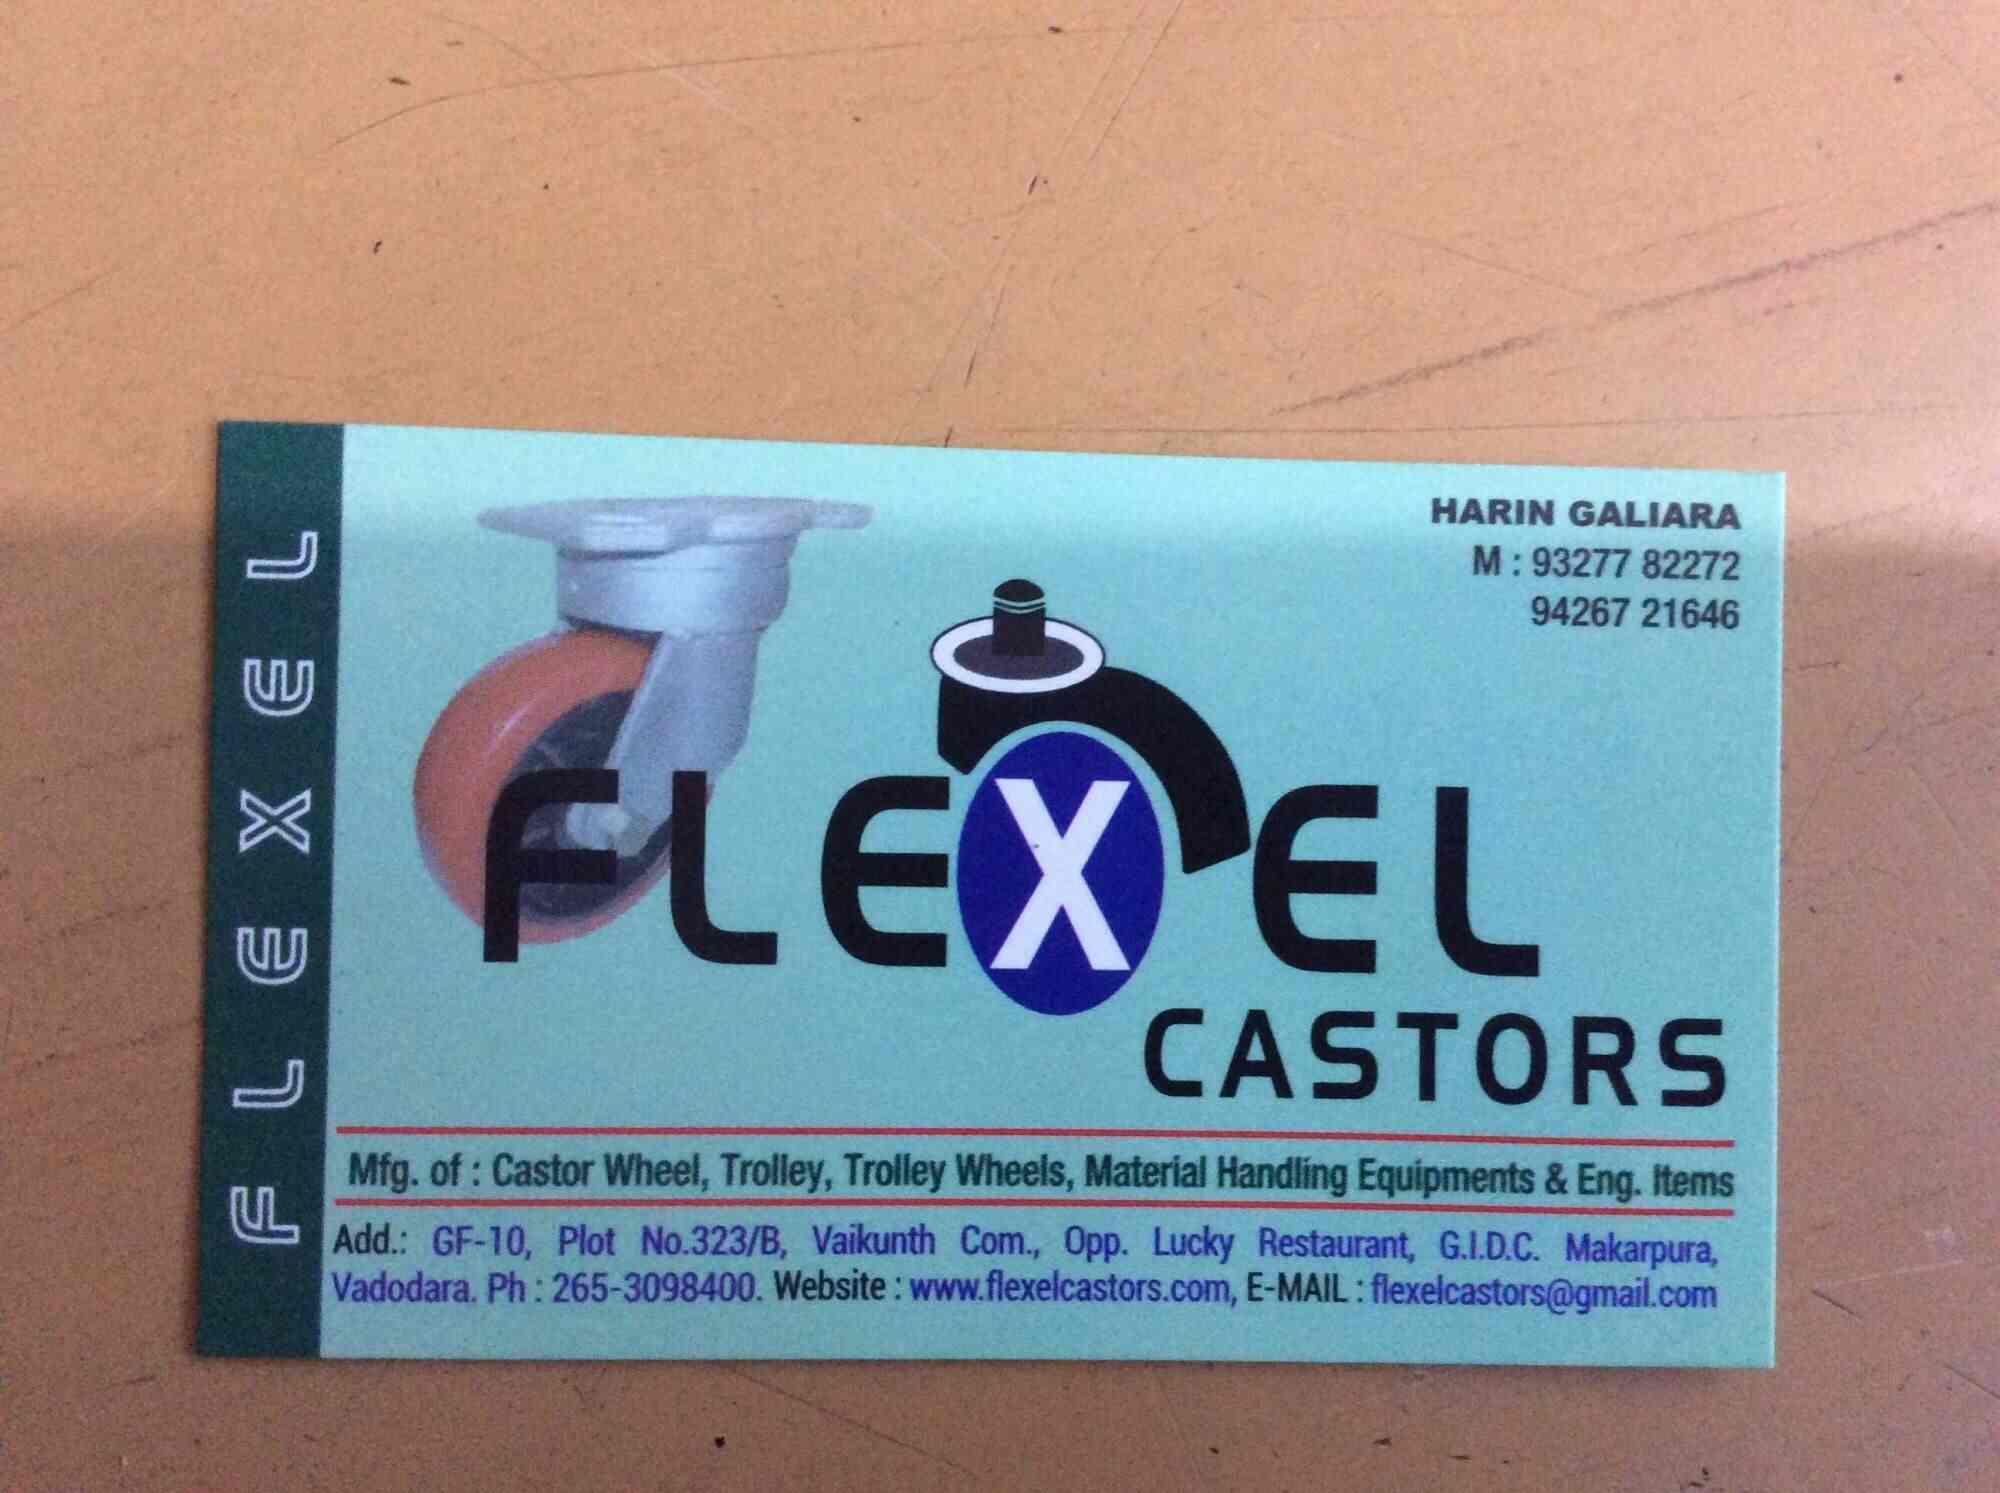 FLEXEL
HARIN GALIARA
M : 93277 82272
94267 21646
FLEXEL
CASTORS
Mfg. of : Castor Wheel, Trolley, Trolley Wheels, Material Handling Equipments & Eng. Items
Add.: GF-10, Plot No.323/B, Vaikunth Com., Opp. Lucky Restaurant, G.I.D.C. Makarpura,
Vadodara. Ph : 265-3098400. Website : www.flexelcastors.com, E-MAIL : flexelcastors@gmail.com